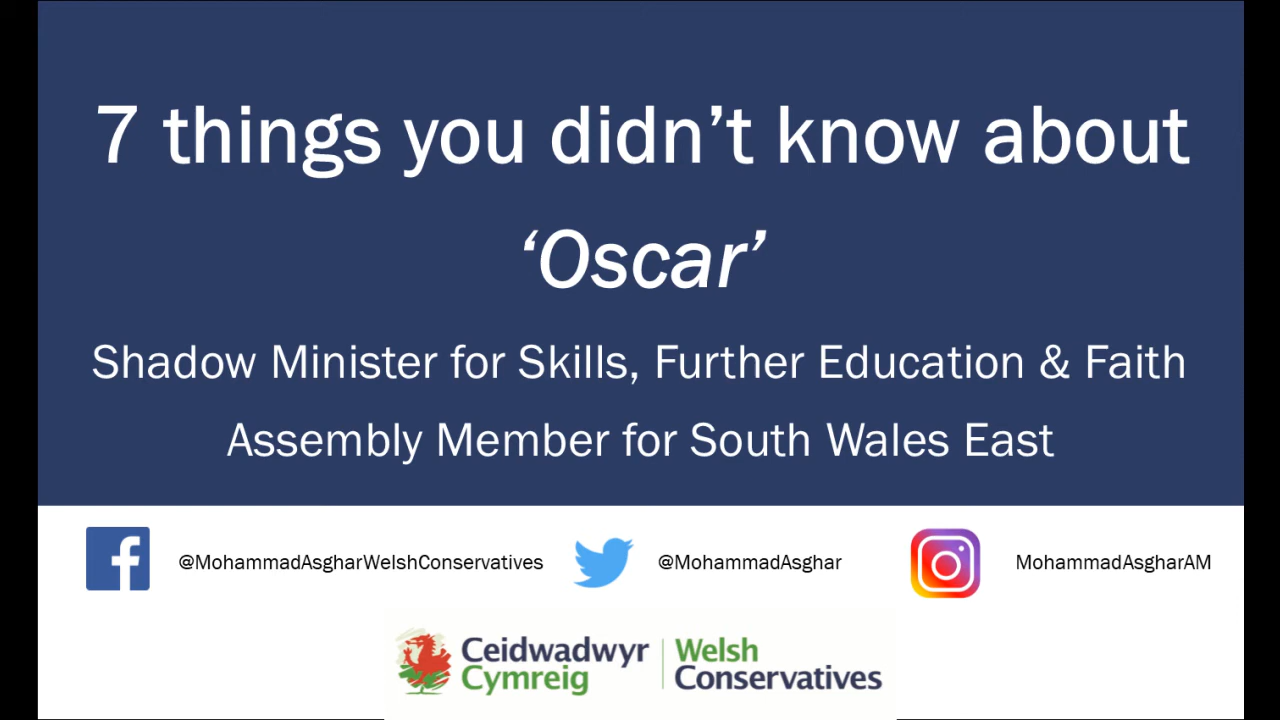 7 things you didn’t know about
‘Oscar’
Shadow Minister for Skills, Further Education & Faith
Assembly Member for South Wales East
@MohammadAsgharWelshConservatives
@MohammadAsghar
MohammadAsgharAM
Ceidwadwyr
Cymreig
Welsh
Conservatives